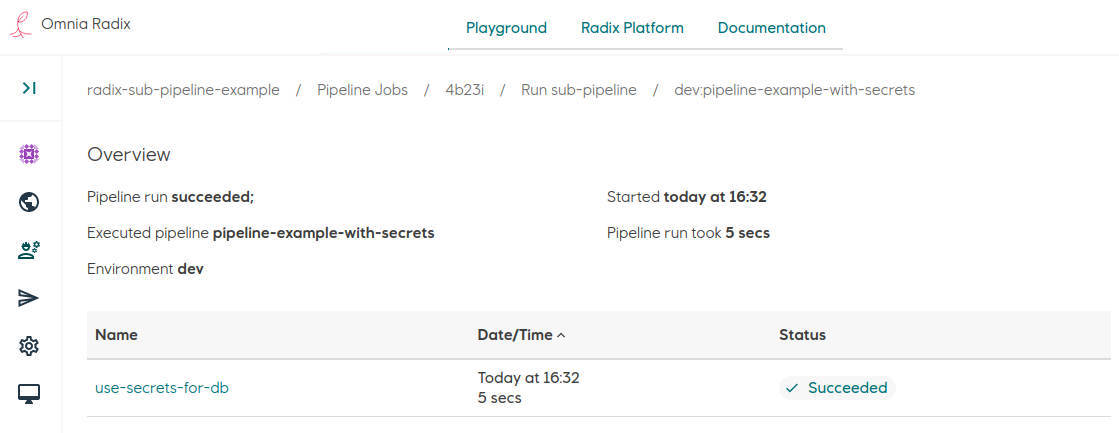 Omnia Radix
Playground Radix Platform Documentation
radix-sub-pipeline-example / Pipeline Jobs / 4b23i / Run sub-pipeline / dev:pipeline-example-with-secrets
Overview
Pipeline run succeeded; Started today at 16:32
Executed pipeline pipeline-example-with-secrets Pipeline run took 5 secs
Environment dev
Name Date/Time Status
use-secrets-for-db Today at 16:32 Succeeded
5 secs